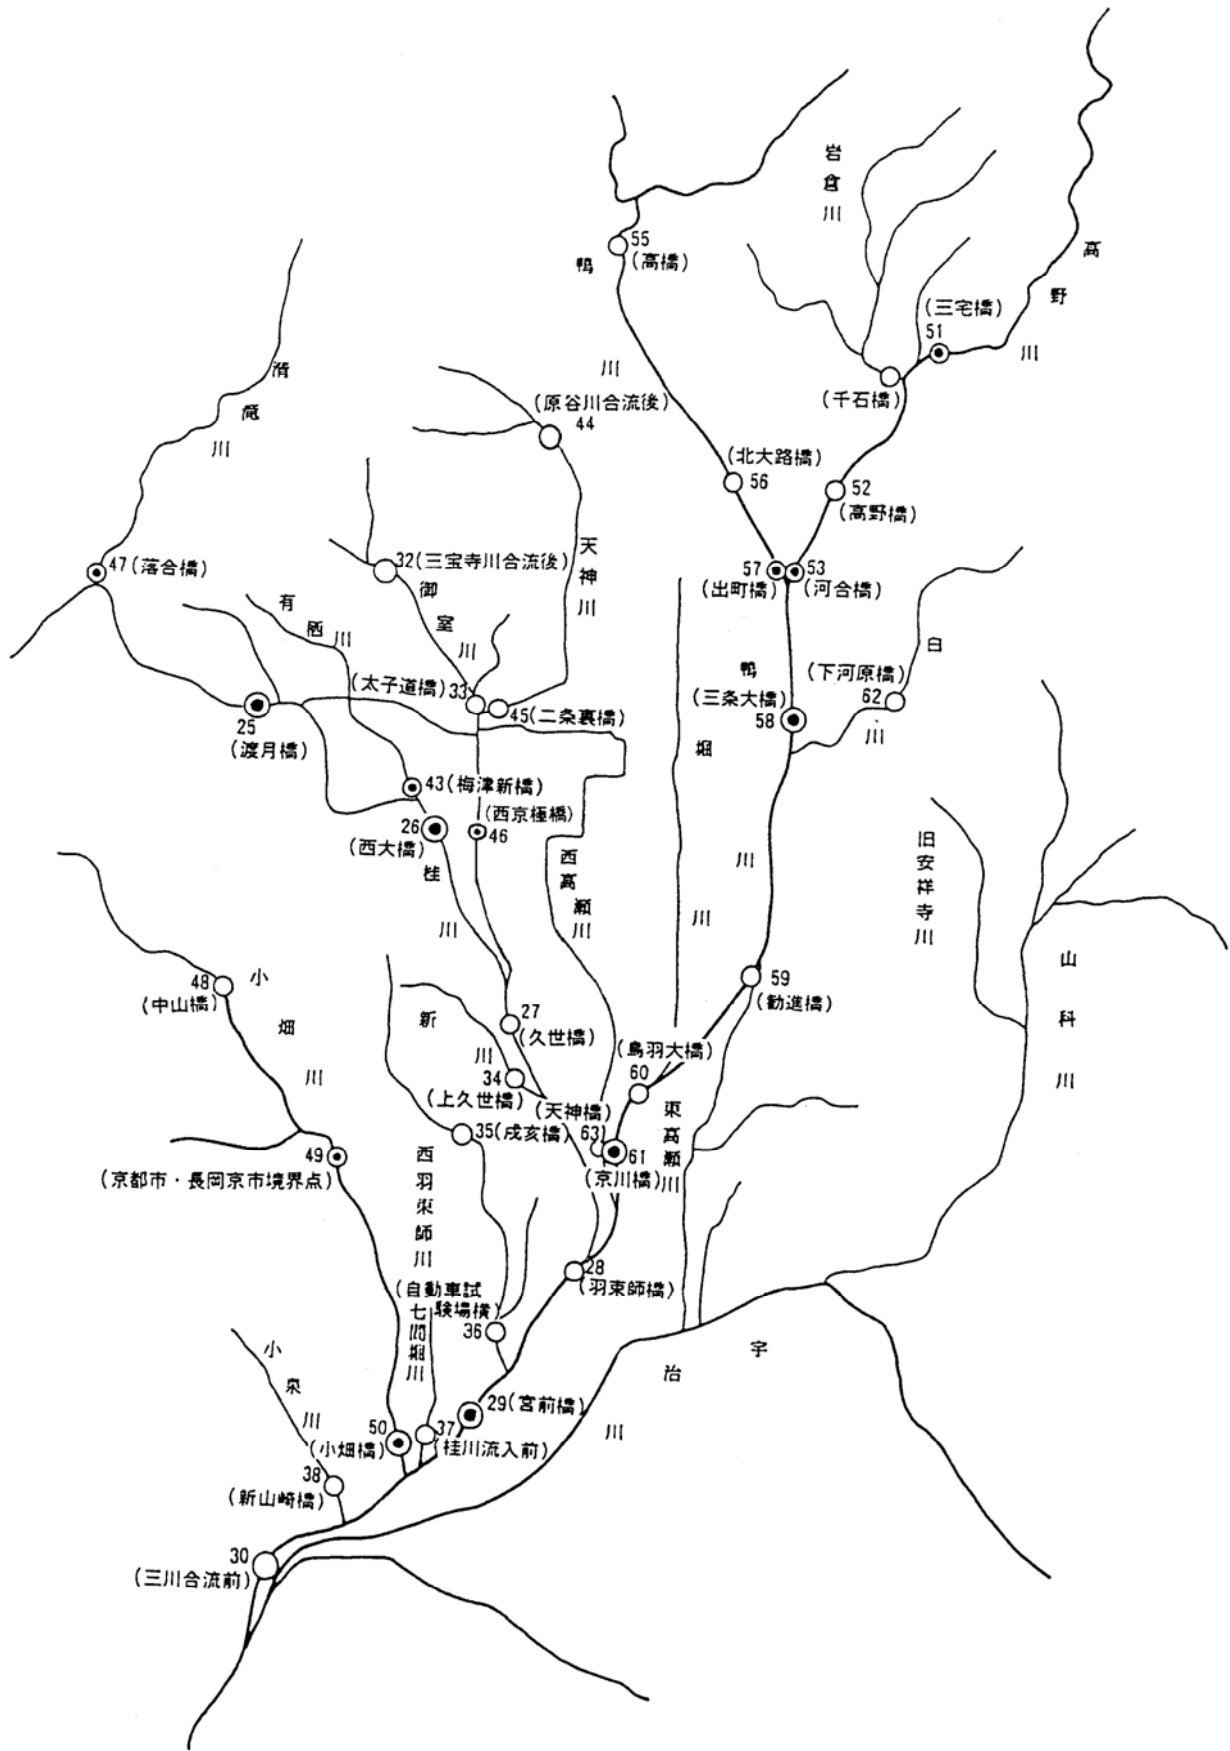 岩倉川
高野川
55
(高橋)
鴨川
(三宅橋)
51
(千石橋)
清滝川
(原谷川合流後)
44
(北大路橋)
56
52
(高野橋)
47(落合橋)
32(三宝寺川合流後)
天神川
57
(出町橋)
53
(河合橋)
有栖川
御室川
白川
鴨川
(下河原橋)
62
(太子道橋)
33
45(二条裏橋)
(三条大橋)
58
25
(渡月橋)
堀川
43(梅津新橋)
(西京極橋)
46
26
(西大橋)
桂川
西高瀬川
旧安祥寺川
山科川
48
(中山橋)
小畑川
59
(勧進橋)
新川
27
(久世橋)
(鳥羽大橋)
60
34
(上久世橋)
(天神橋)
63
東高瀬川
35(戌亥橋)
61
(京川橋)
49
(京都市・長岡京市境界点)
西羽束師川
28
(羽束師橋)
(自動車試
験場横)
36
七間堀川
小泉川
宇治川
29(宮前橋)
50
(小畑橋)
37
(桂川流入前)
38
(新山崎橋)
30
(三川合流前)